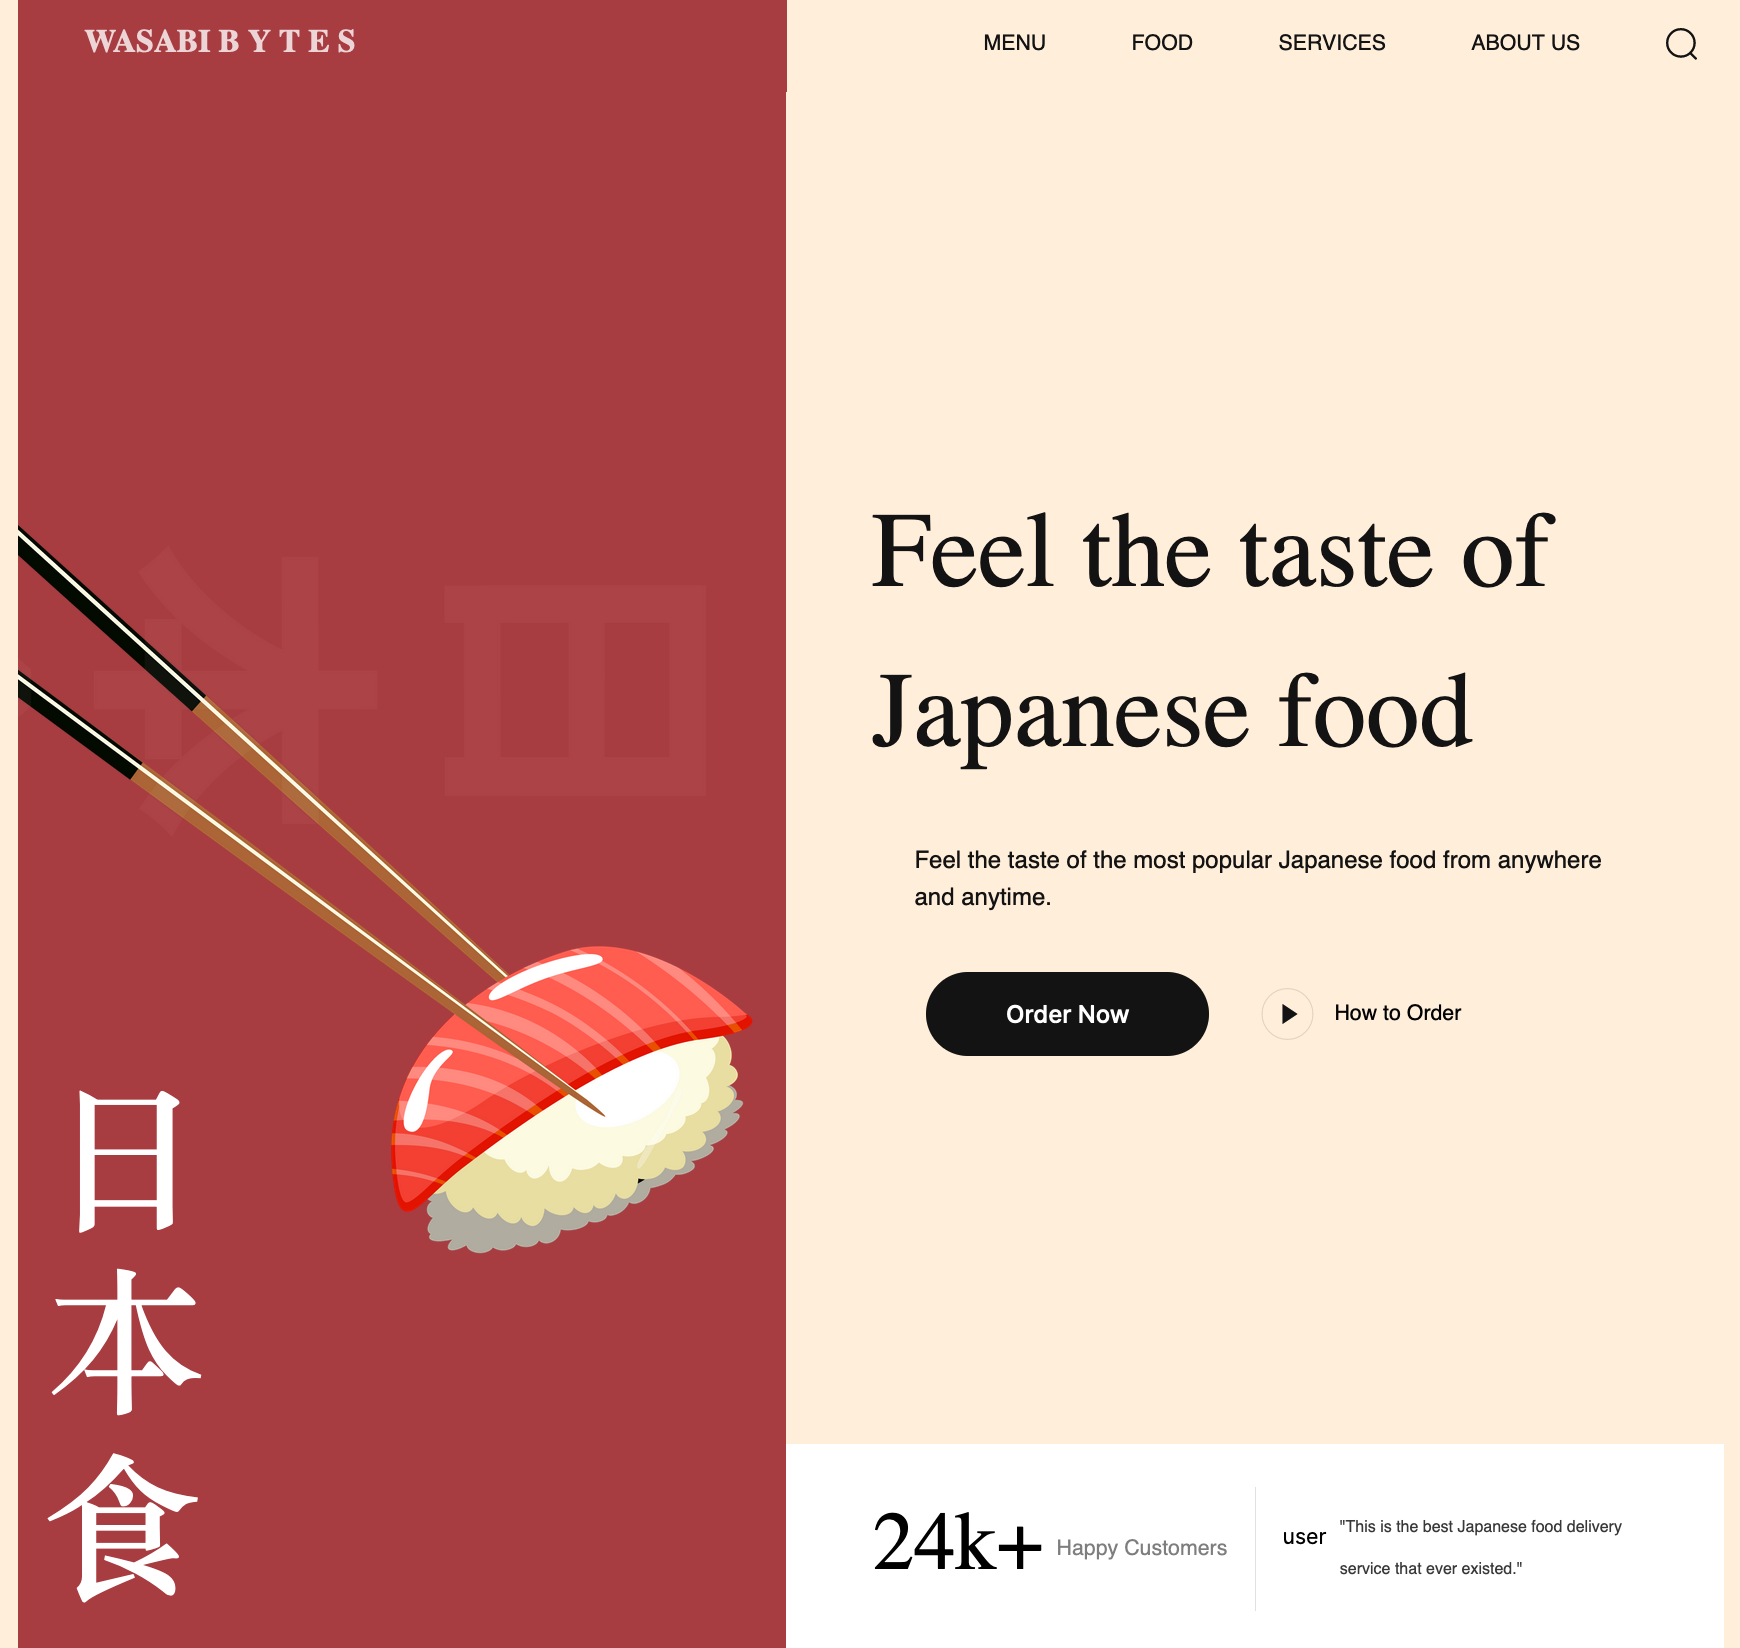 WASABI B Y T E S
MENU FOOD SERVICES ABOUT US
Feel the taste of
Japanese food
Feel the taste of the most popular Japanese food from anywhere
and anytime.
Order Now
How to Order
日
本
食
24k+ Happy Customers
user
"This is the best Japanese food delivery
service that ever existed."